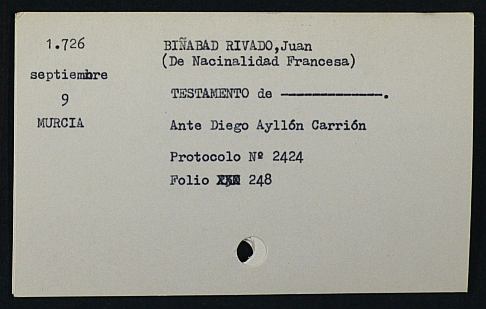 1.726
septiembre
9
MURCIA
BIÑABAD RIVADO,Juan
(De Nacinalidad Francesa)
TESTAMENTO de ------------.
Ante Diego Ayllón Carrión
Protocolo Nº 2424
Folio 248